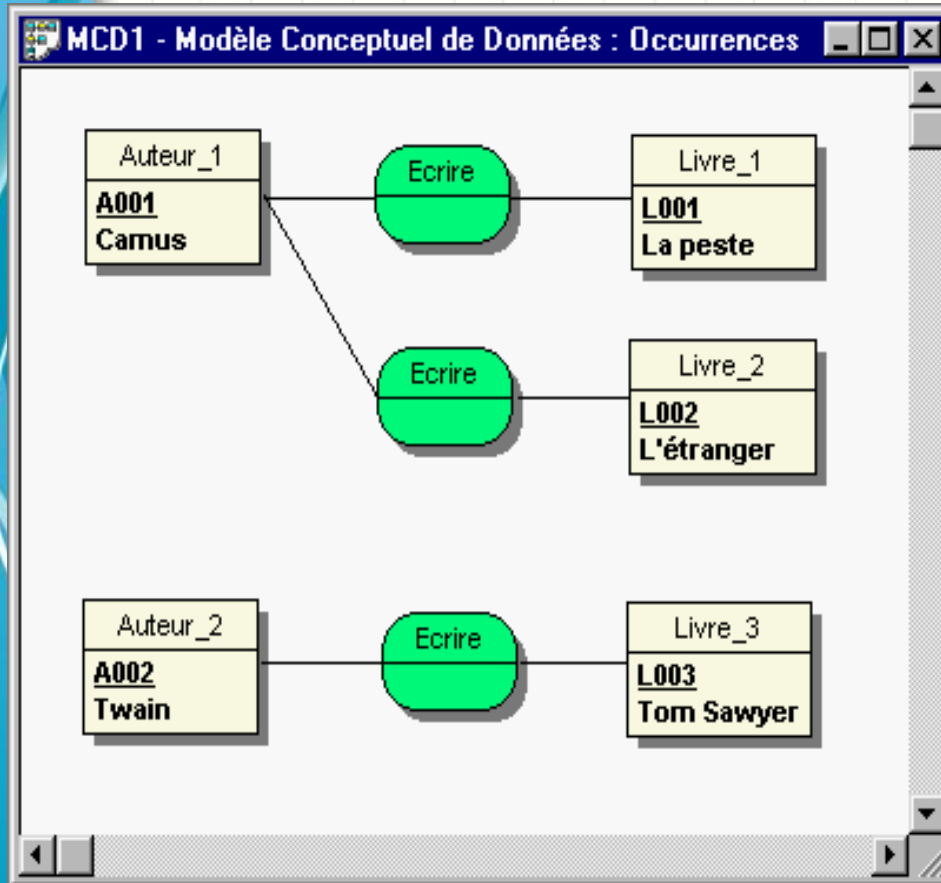 MCD1 - Modèle Conceptuel de Données : Occurrences
Auteur_1
A001
Camus
Ecrire
Livre_1
L001
La peste
Ecrire
Livre_2
L002
L'étranger
Auteur_2
A002
Twain
Ecrire
Livre_3
L003
Tom Sawyer